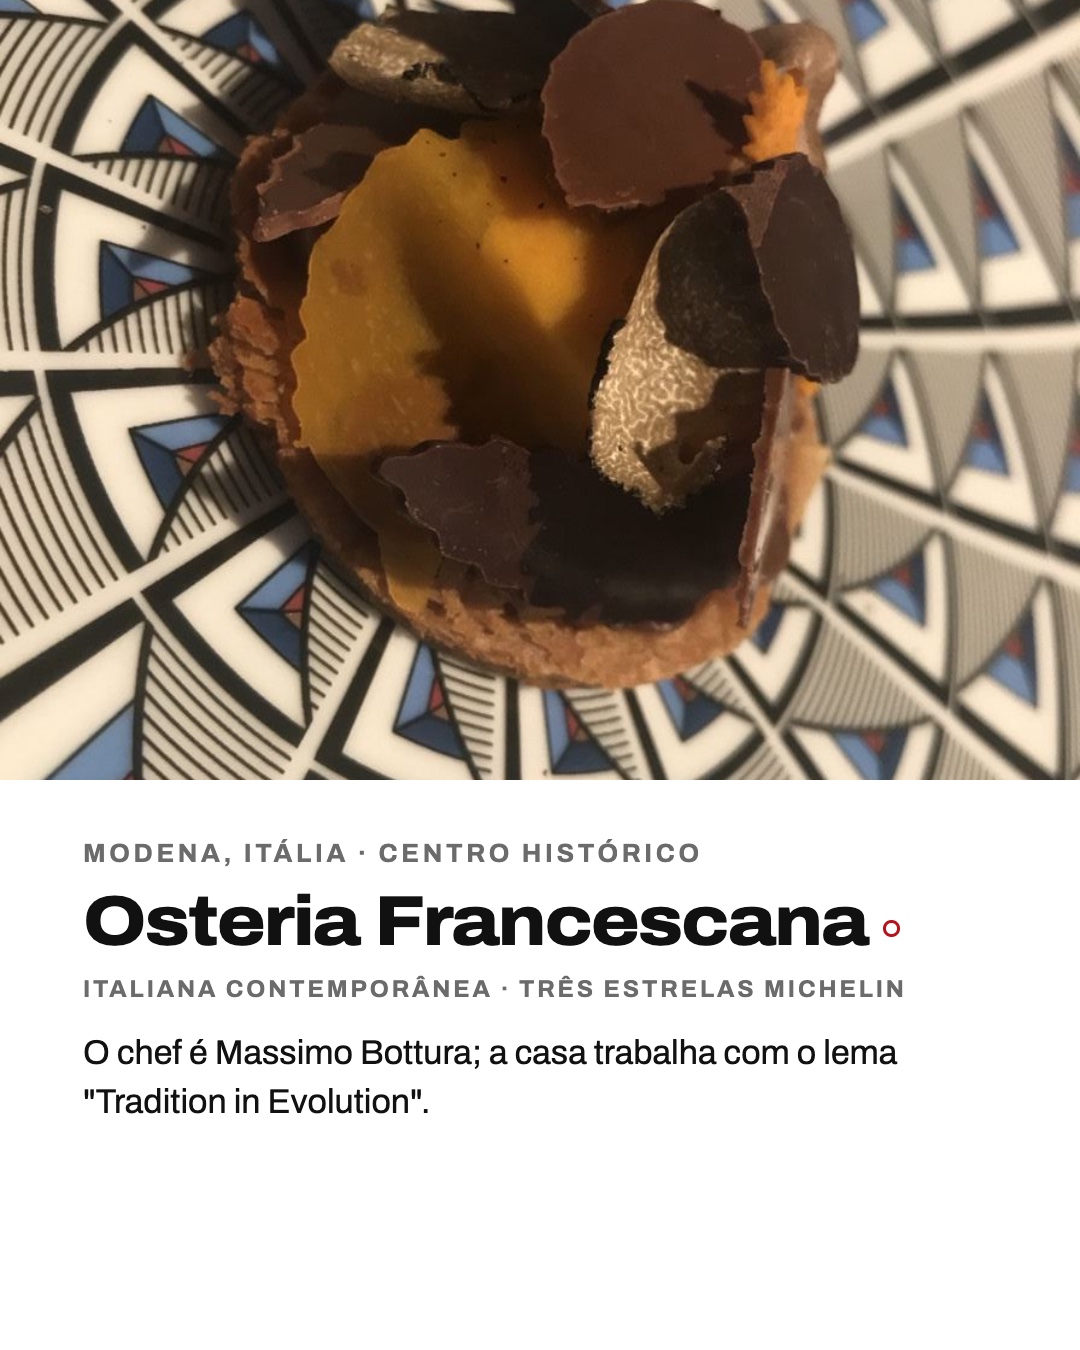 MODENA, ITÁLIA · CENTRO HISTÓRICO
Osteria Francescana
ITALIANA CONTEMPORÂNEA · TRÊS ESTRELAS MICHELIN
O chef é Massimo Bottura; a casa trabalha com o lema
"Tradition in Evolution".